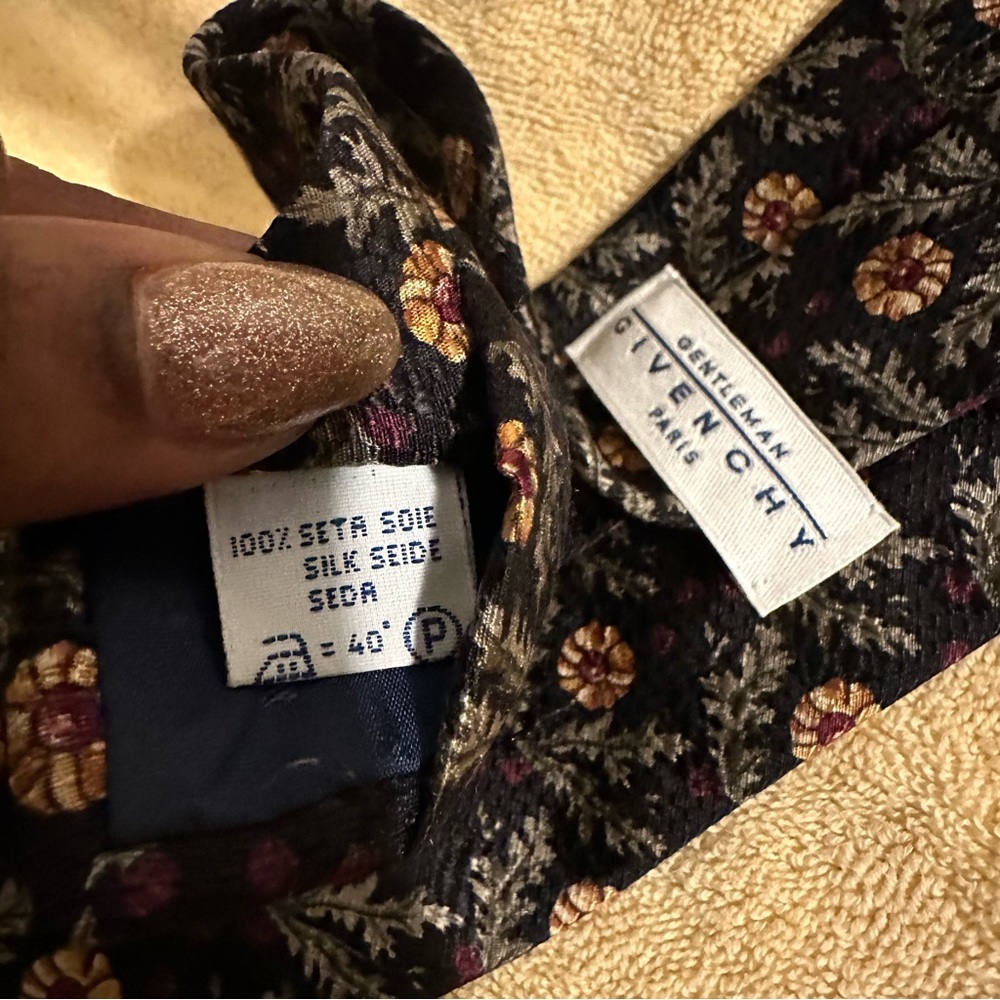 100% SETA SOIE
SILK SEIDE
SEDA
= 40° P
GENTLEMAN
GIVENCHY
PARIS